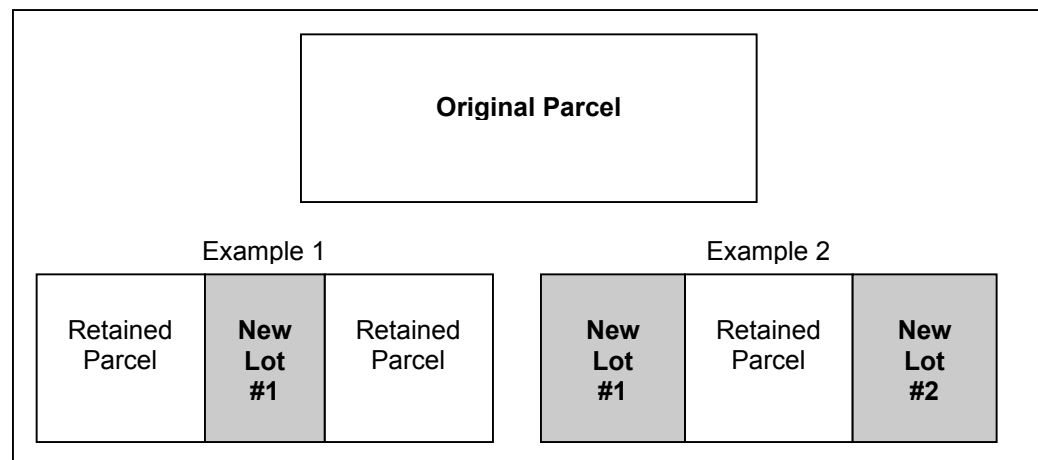 Original Parcel
Example 1
Example 2
Retained
Parcel
New
Lot
#1
Retained
Parcel
New
Lot
#1
Retained
Parcel
New
Lot
#2